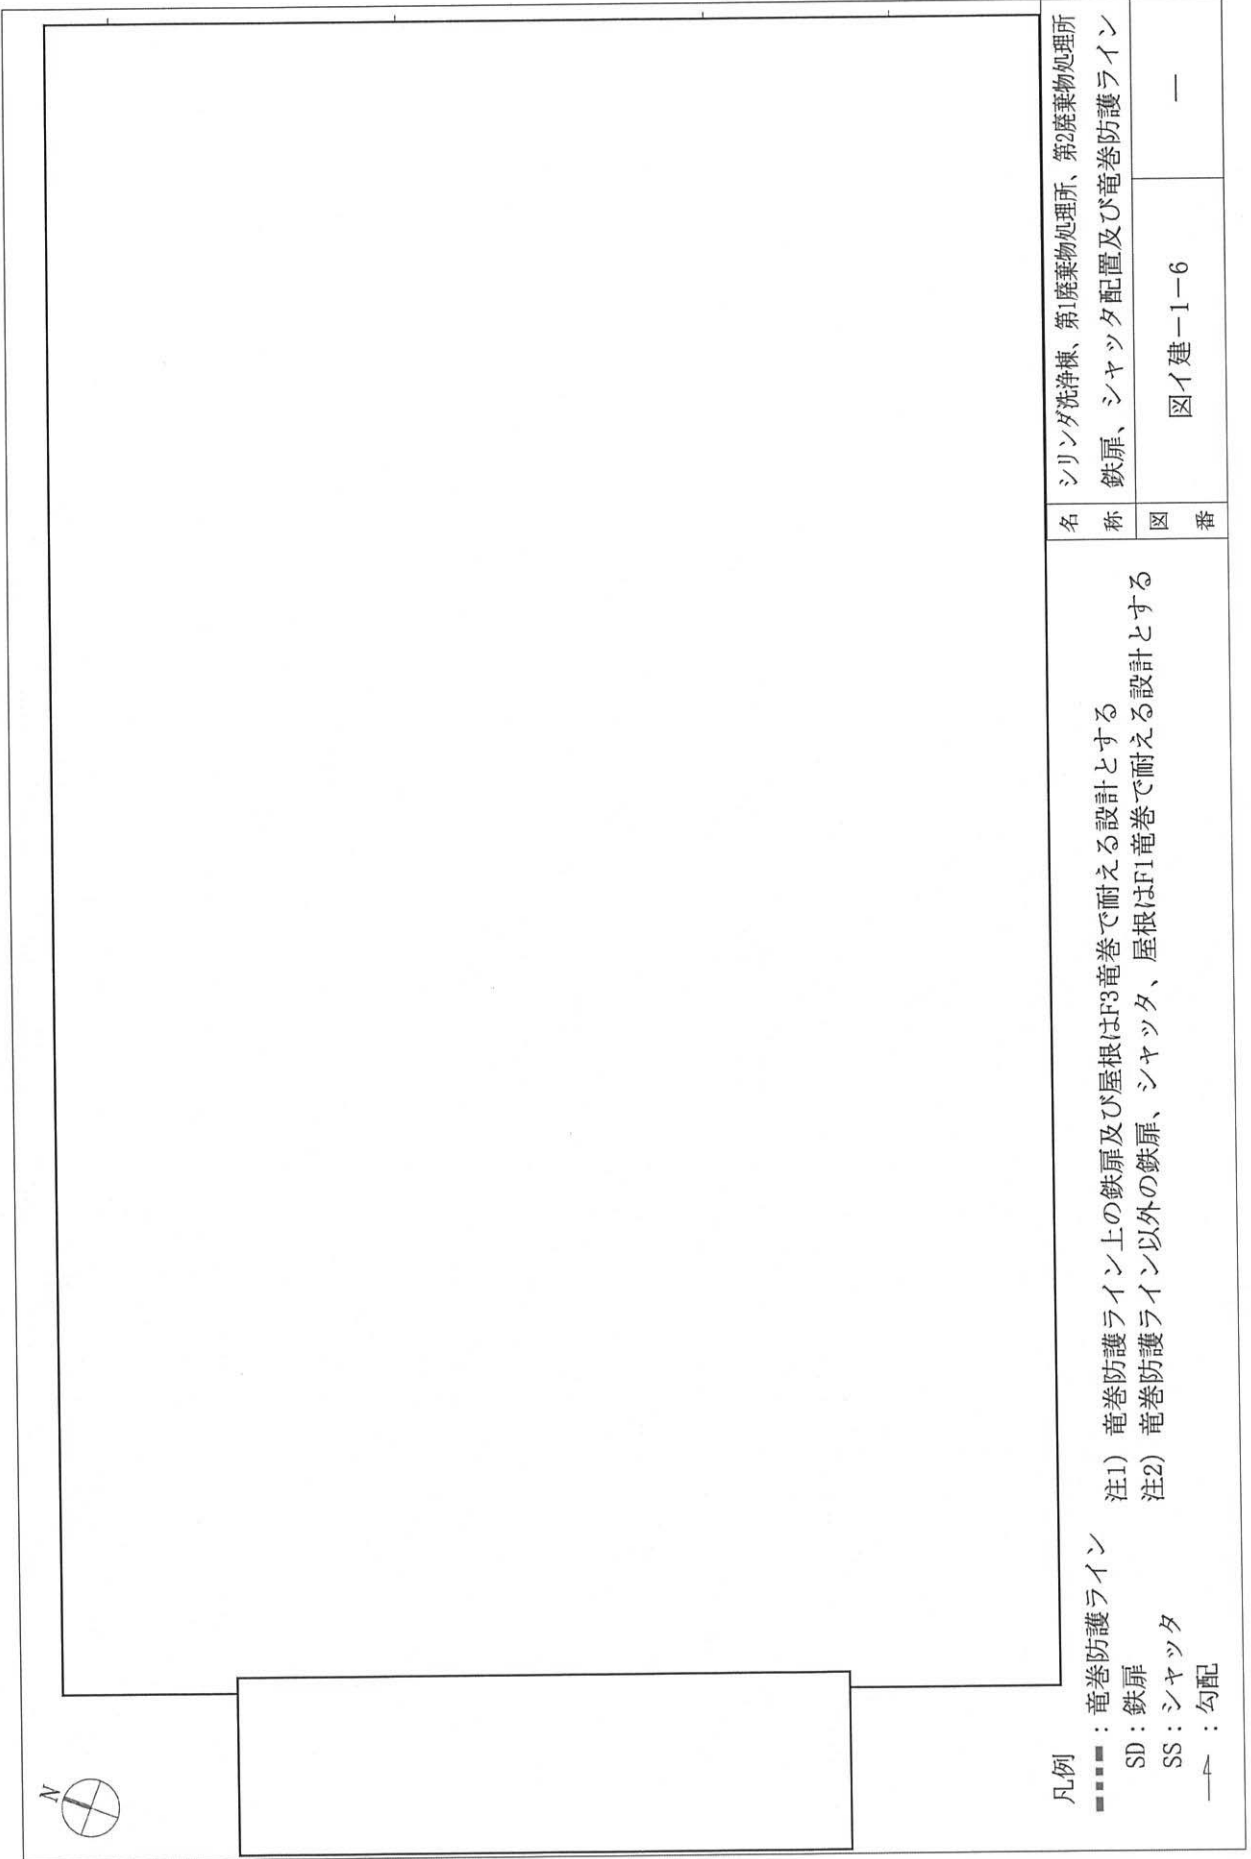 N
凡例
■■■■：竜巻防護ライン
SD：鉄扉
SS：シャッタ
→：勾配
注1) 竜巻防護ライン上の鉄扉及び屋根はF3竜巻で耐える設計とする
注2) 竜巻防護ライン以外の鉄扉、シャッタ、屋根はF1竜巻で耐える設計とする
名称
シリンダ洗浄棟、第1廃棄物処理所、第2廃棄物処理所
鉄扉、シャッタ配置及び竜巻防護ライン
図番
図イ建－1－6
－